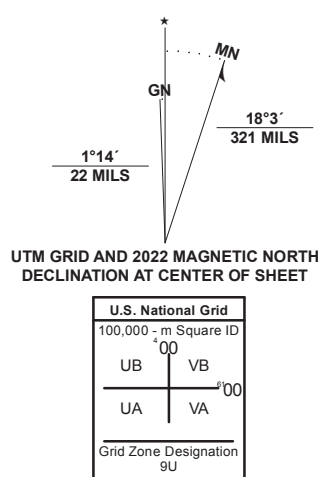 ★
MN
GN
18°3´
321 MILS
1°14´
22 MILS
UTM GRID AND 2022 MAGNETIC NORTH
DECLINATION AT CENTER OF SHEET
U.S. National Grid
100,000 - m Square ID
⁴00
UB VB
⁶¹00
UA VA
Grid Zone Designation
9U